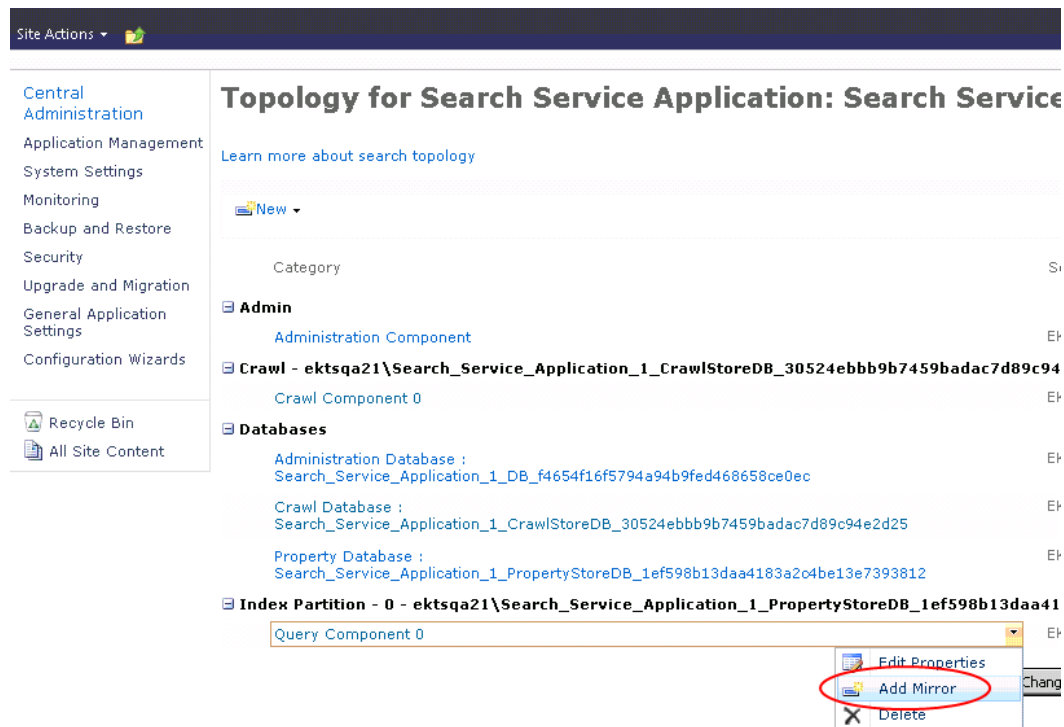 Site Actions
Central
Administration
Application Management
System Settings
Monitoring
Backup and Restore
Security
Upgrade and Migration
General Application
Settings
Configuration Wizards
Recycle Bin
All Site Content
Topology for Search Service Application: Search Service
Learn more about search topology
New
Category
Admin
Administration Component
Crawl - ektsqa21\Search_Service_Application_1_CrawlStoreDB_30524ebbb9b7459badac7d89c94
Crawl Component 0
Databases
Administration Database :
Search_Service_Application_1_DB_f4654f16f5794a94b9fed468658ce0ec
Crawl Database :
Search_Service_Application_1_CrawlStoreDB_30524ebbb9b7459badac7d89c94e2d25
Property Database :
Search_Service_Application_1_PropertyStoreDB_1ef598b13daa4183a2c4be13e7393812
Index Partition - 0 - ektsqa21\Search_Service_Application_1_PropertyStoreDB_1ef598b13daa41
Query Component 0
Edit Properties
Add Mirror
Delete